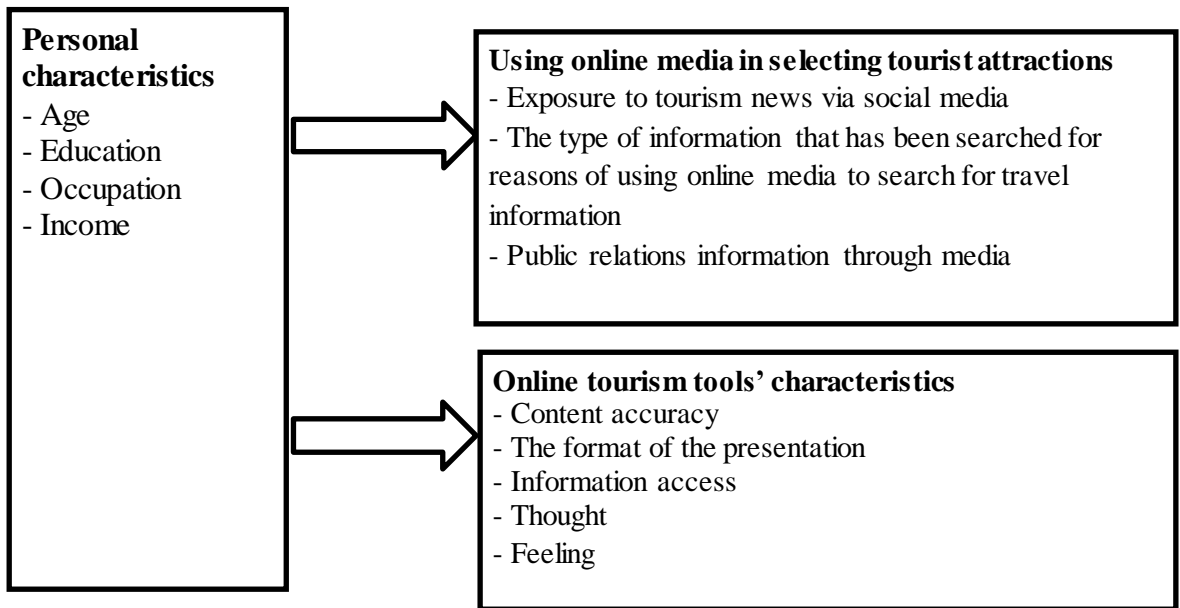 Personal
characteristics
- Age
- Education
- Occupation
- Income
Using online media in selecting tourist attractions
- Exposure to tourism news via social media
- The type of information that has been searched for
reasons of using online media to search for travel
information
- Public relations information through media
Online tourism tools’ characteristics
- Content accuracy
- The format of the presentation
- Information access
- Thought
- Feeling